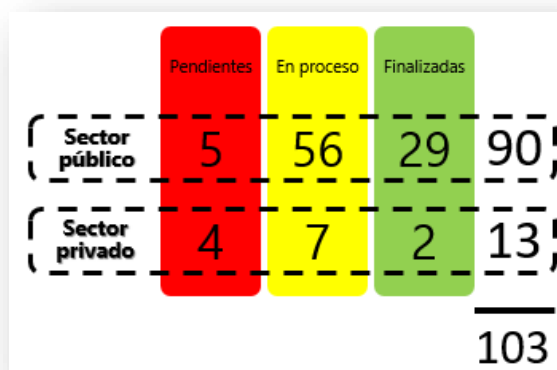 Pendientes En proceso Finalizadas
Sector
público 5 56 29 90
Sector
privado 4 7 2 13
103